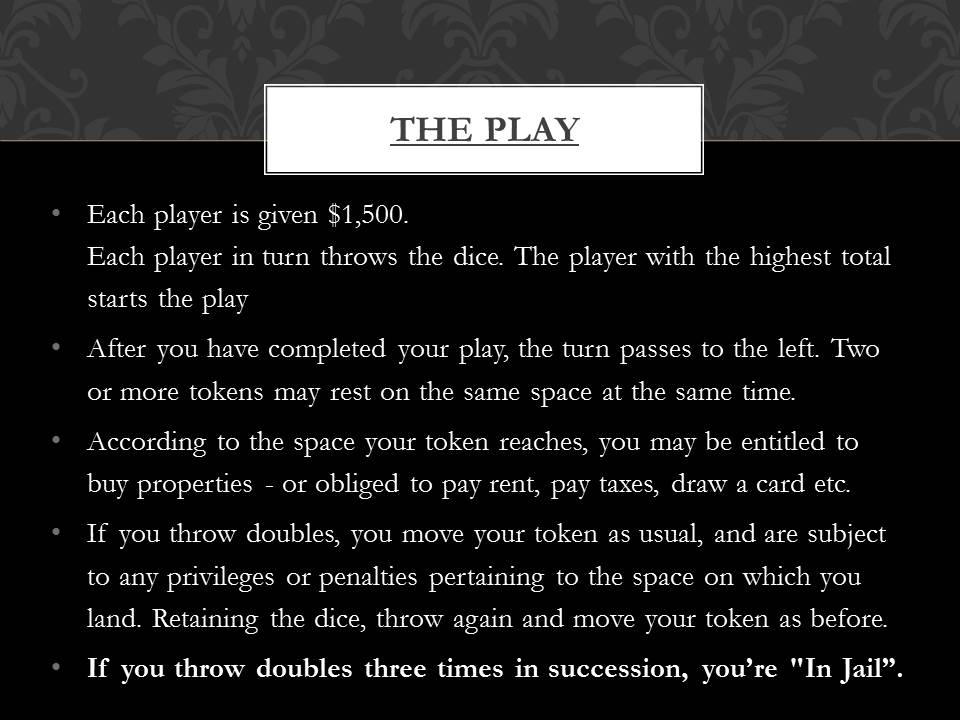 THE PLAY
• Each player is given $1,500.
Each player in turn throws the dice. The player with the highest total
starts the play
• After you have completed your play, the turn passes to the left. Two
or more tokens may rest on the same space at the same time.
• According to the space your token reaches, you may be entitled to
buy properties - or obliged to pay rent, pay taxes, draw a card etc.
• If you throw doubles, you move your token as usual, and are subject
to any privileges or penalties pertaining to the space on which you
land. Retaining the dice, throw again and move your token as before.
• If you throw doubles three times in succession, you’re "In Jail”.